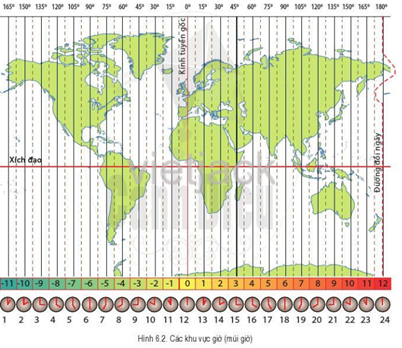 165° 150° 135° 120° 105° 90° 75° 60° 45° 30° 15° 0° 15° 30° 45° 60° 75° 90° 105° 120° 135° 150° 165° 180°
Kinh tuyến gốc
Xích đạo
Đường đổi ngày
vietjack
-11 -10 -9 -8 -7 -6 -5 -4 -3 -2 -1 0 1 2 3 4 5 6 7 8 9 10 11 12
1 2 3 4 5 6 7 8 9 10 11 12 13 14 15 16 17 18 19 20 21 22 23 24
Hình 6.2. Các khu vực giờ (múi giờ)